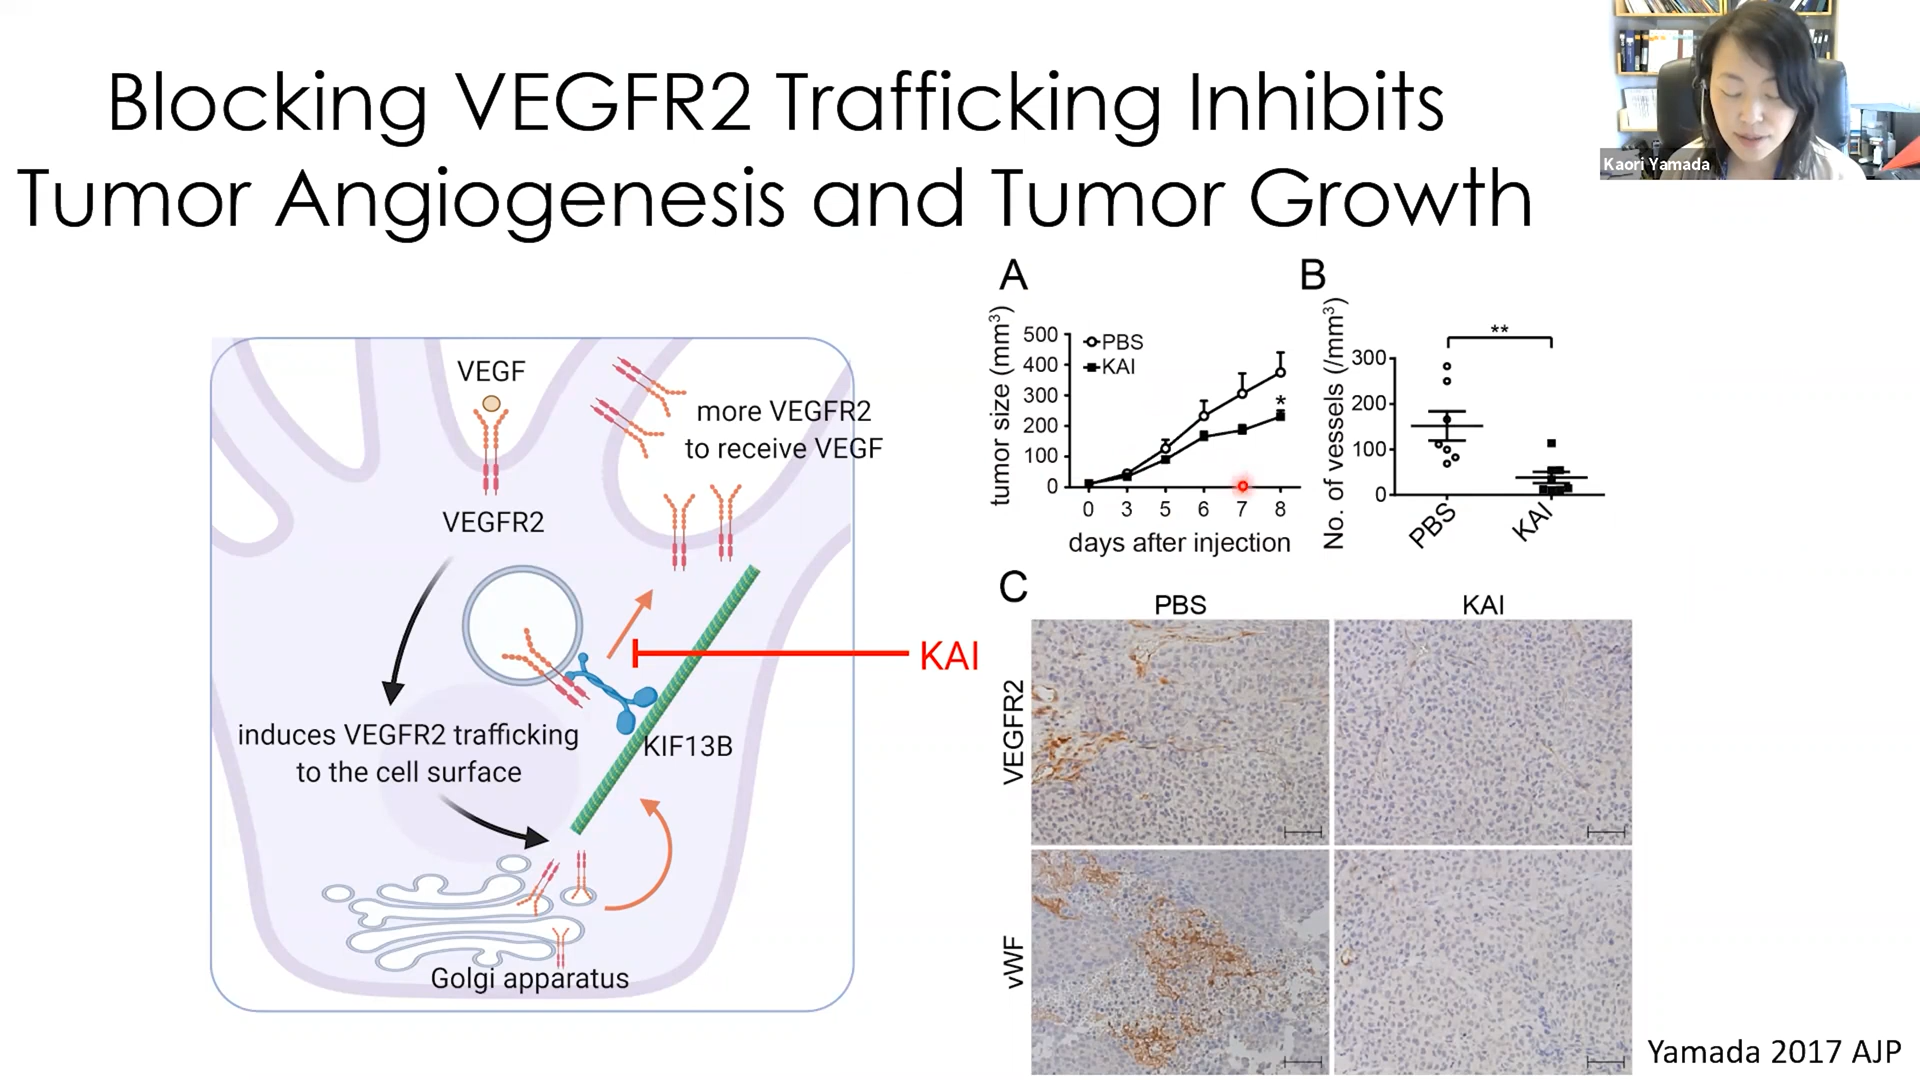 Blocking VEGFR2 Trafficking Inhibits
Tumor Angiogenesis and Tumor Growth
Kaori Yamada
VEGF
VEGFR2
more VEGFR2
to receive VEGF
KAI
induces VEGFR2 trafficking
to the cell surface
KIF13B
Golgi apparatus
A
tumor size (mm³)
500
400
300
200
100
0
PBS
KAI
*
0 3 5 6 7 8
days after injection
B
No. of vessels (/mm³)
300
200
100
0
**
PBS
KAI
C
PBS KAI
VEGFR2
vWF
Yamada 2017 AJP